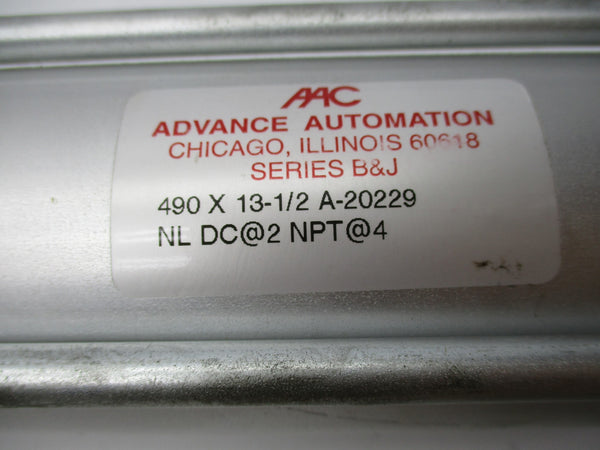 AAC
ADVANCE AUTOMATION
CHICAGO, ILLINOIS 60618
SERIES B&J
490 X 13-1/2 A-20229
NL DC@2 NPT@4